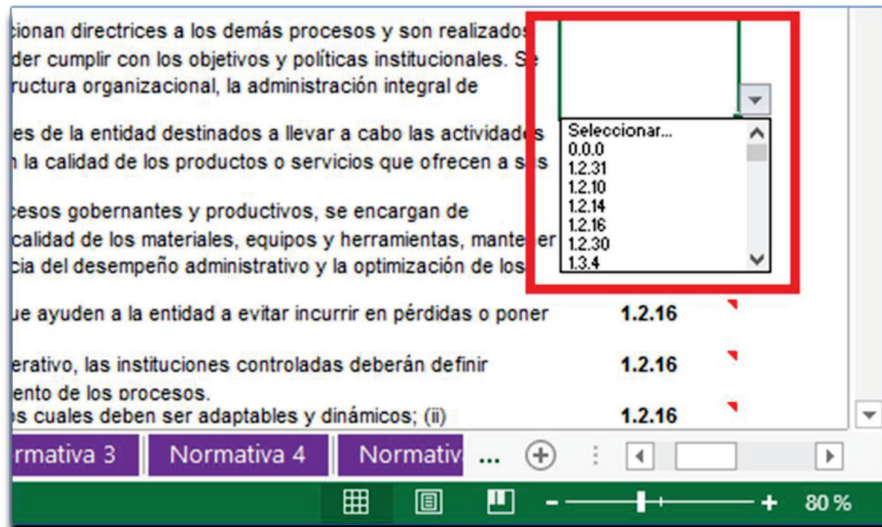 cionan directrices a los demás procesos y son realizados
der cumplir con los objetivos y políticas institucionales. Se
ructura organizacional, la administración integral de
es de la entidad destinados a llevar a cabo las actividades
la calidad de los productos o servicios que ofrecen a sus
cesos gobernantes y productivos, se encargan de
calidad de los materiales, equipos y herramientas, mantener
cia del desempeño administrativo y la optimización de los
Seleccionar...
0.0.0
1.2.31
1.2.10
1.2.14
1.2.16
1.2.30
1.3.4
ue ayuden a la entidad a evitar incurrir en pérdidas o poner 1.2.16
erativo, las instituciones controladas deberán definir 1.2.16
ento de los procesos.
os cuales deben ser adaptables y dinámicos; (ii) 1.2.16
rmativa 3 Normativa 4 Normativ ...
80 %